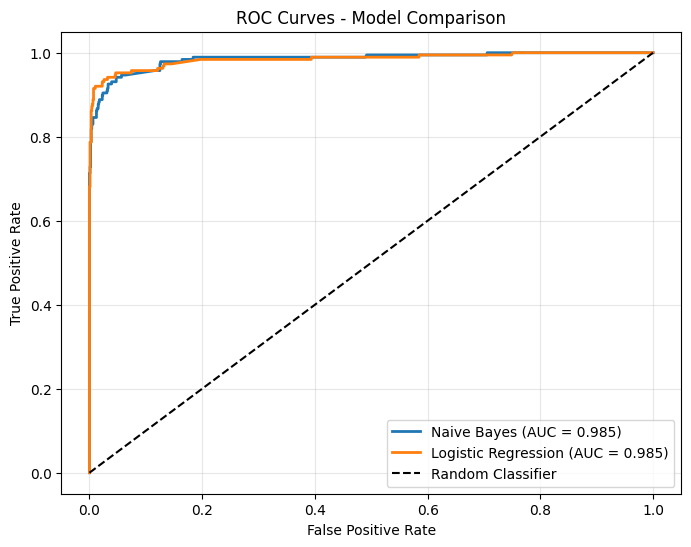 ROC Curves - Model Comparison
True Positive Rate
1.0
0.8
0.6
0.4
0.2
0.0
Naive Bayes (AUC = 0.985)
Logistic Regression (AUC = 0.985)
Random Classifier
0.0 0.2 0.4 0.6 0.8 1.0
False Positive Rate